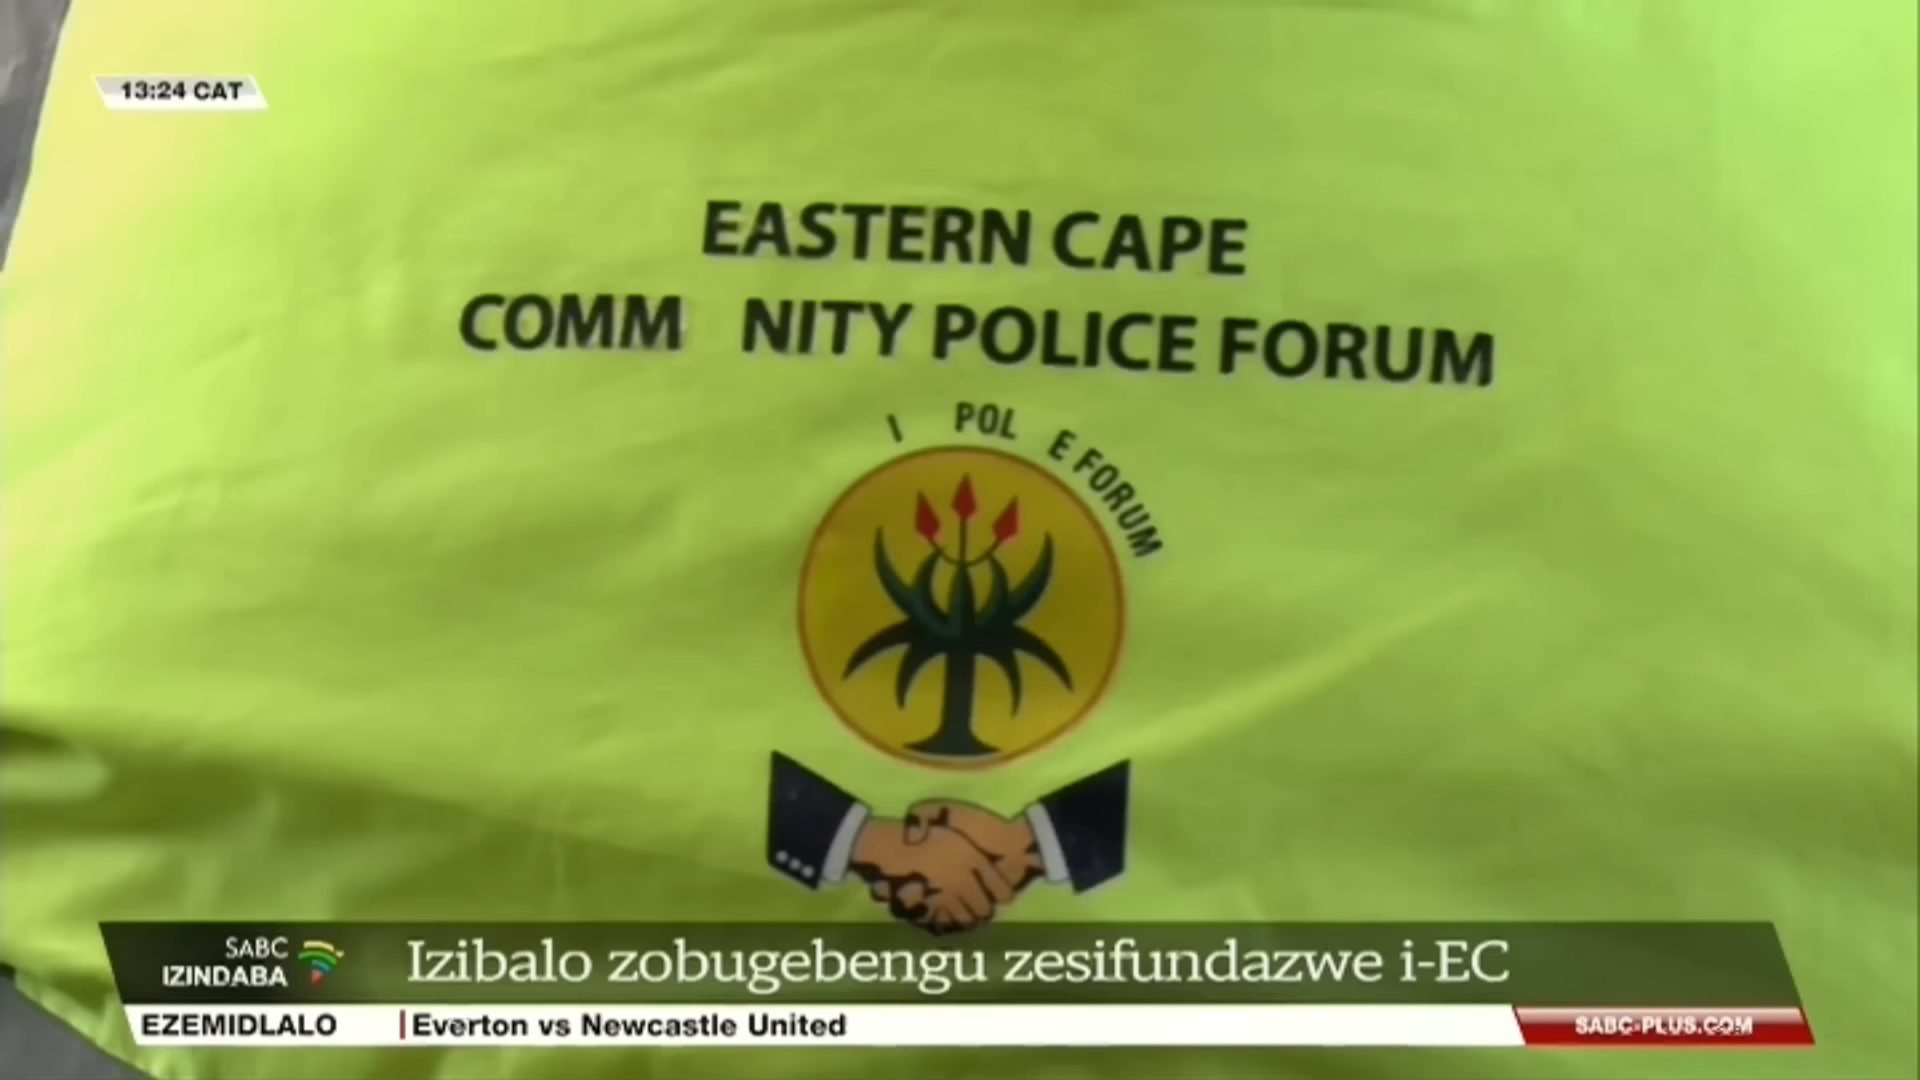 13:24 CAT
EASTERN CAPE
COMM NITY POLICE FORUM
I POL E FORUM
SABC
IZINDABA
Izibalo zobugebengu zesifundazwe i-EC
EZEMIDLALO
Everton vs Newcastle United
SABC-PLUS.COM